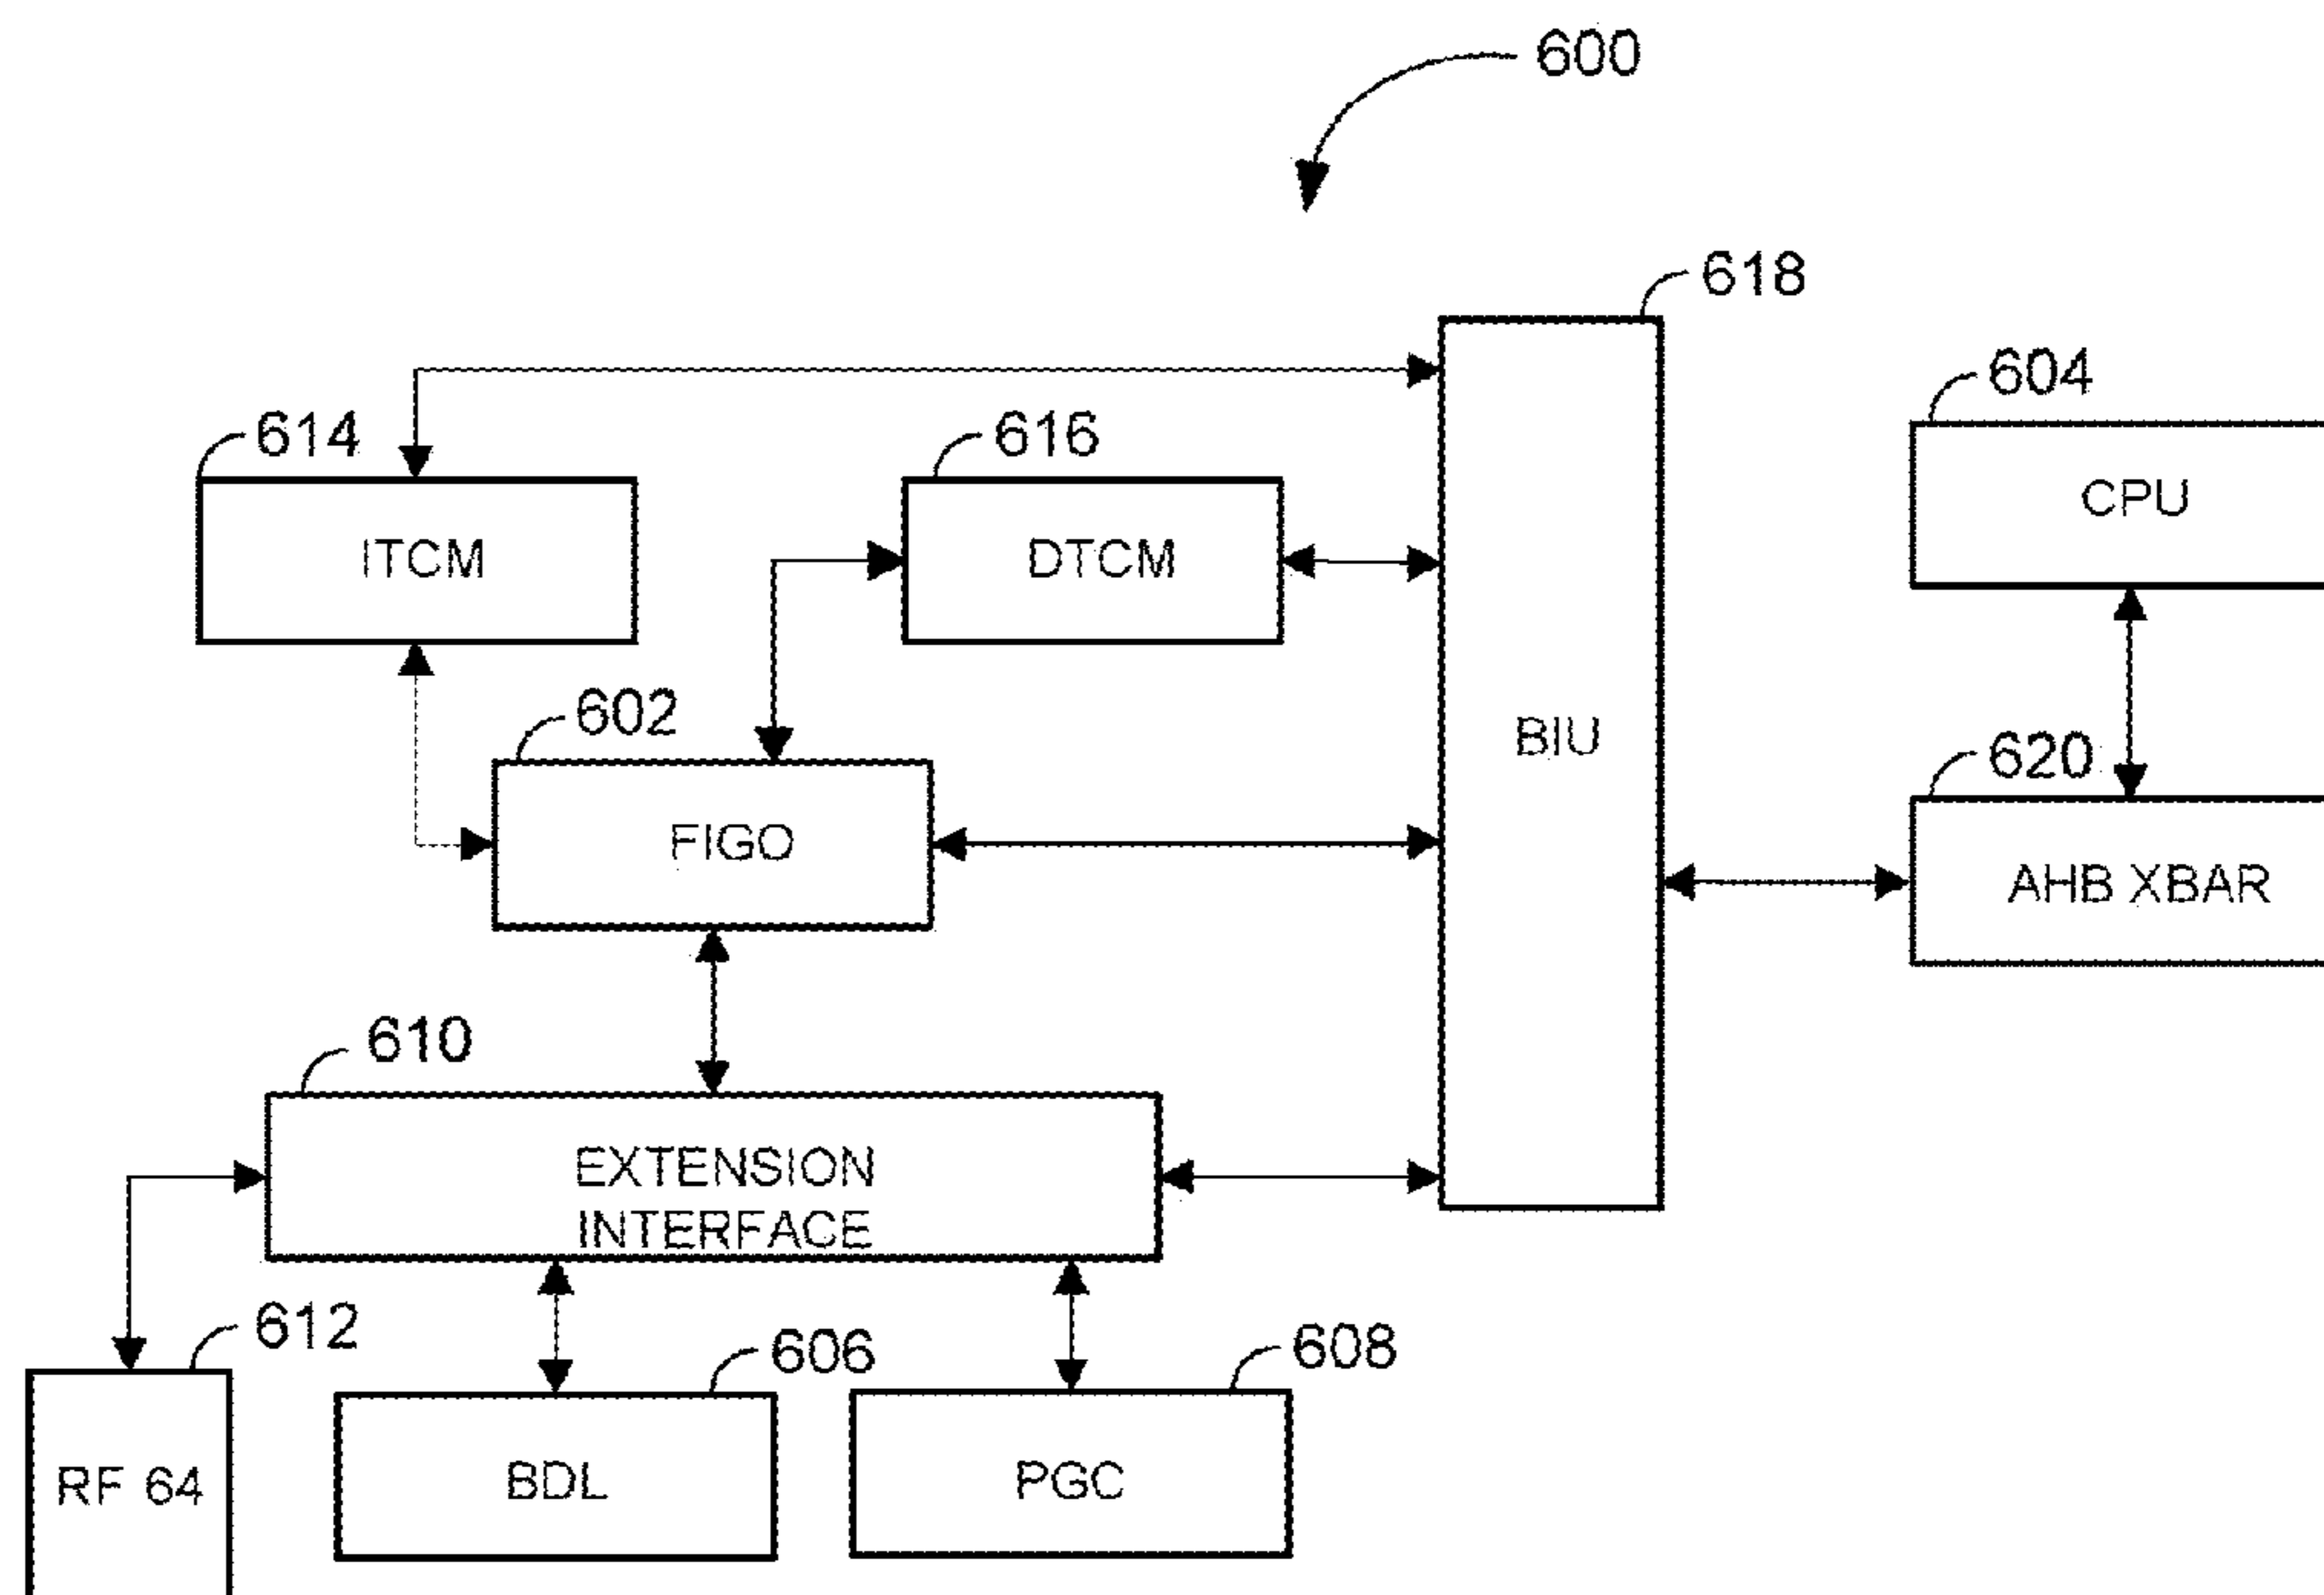 600
618
604
614
616
CPU
ITCM
DTCM
602
BIU
620
FIGO
AHB XBAR
610
EXTENSION
INTERFACE
612
606
608
RF 64
BDL
PGC